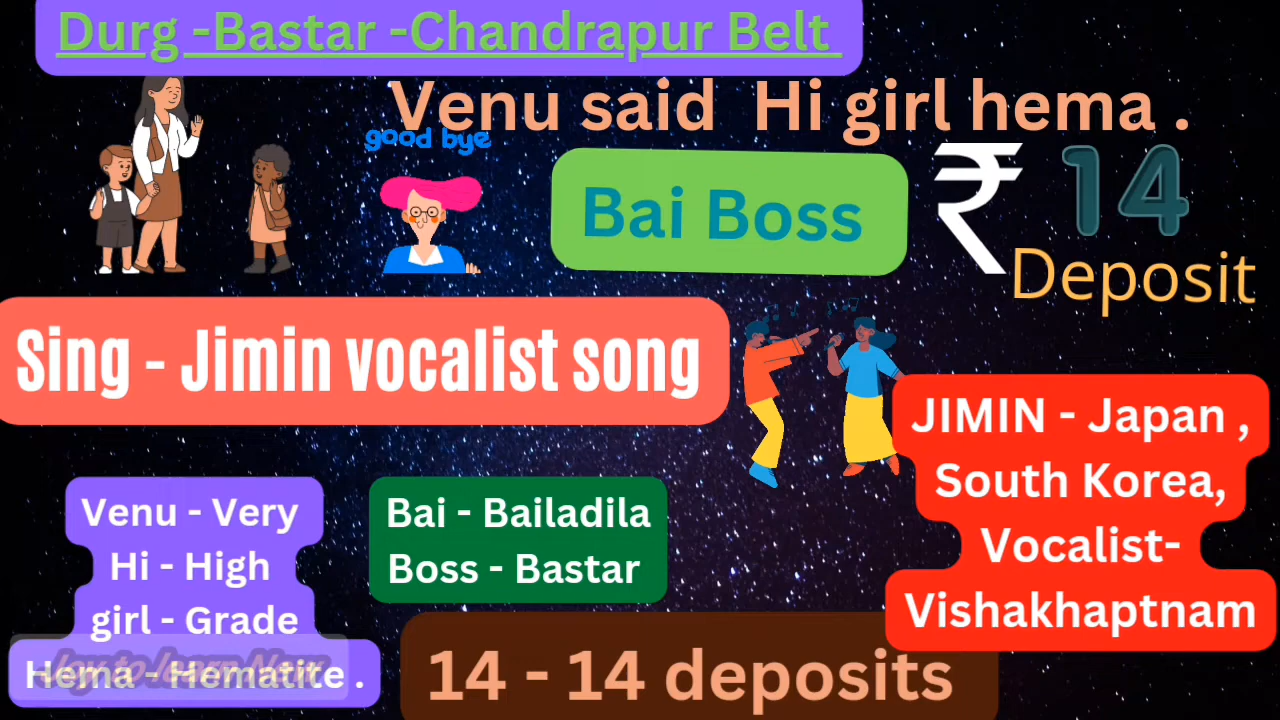 Durg -Bastar -Chandrapur Belt
Venu said Hi girl hema .
good bye
Bai Boss
₹ 14
Deposit
Sing - Jimin vocalist song
JIMIN - Japan ,
South Korea,
Vocalist-
Vishakhaptnam
Venu - Very
Hi - High
girl - Grade
Hema - Hematite .
Bai - Bailadila
Boss - Bastar
14 - 14 deposits